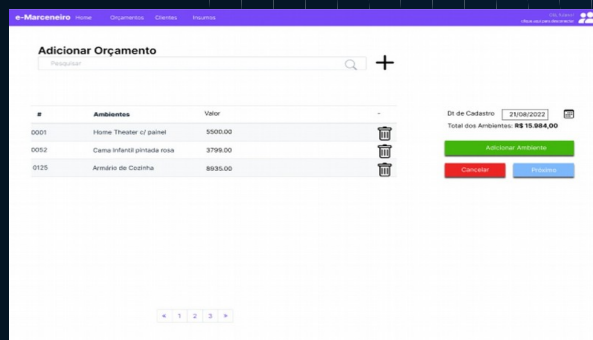 e-Marceneiro Home Orçamentos Clientes Insumos
Adicionar Orçamento
Pesquisar
# Ambientes Valor -
0001 Home Theater c/ painel 5500.00
0052 Cama Infantil pintada rosa 3799.00
0125 Armário de Cozinha 8935.00
Dt de Cadastro 21/08/2022
Total dos Ambientes: R$ 15.984,00
Adicionar Ambiente
Cancelar Próximo
« 1 2 3 »